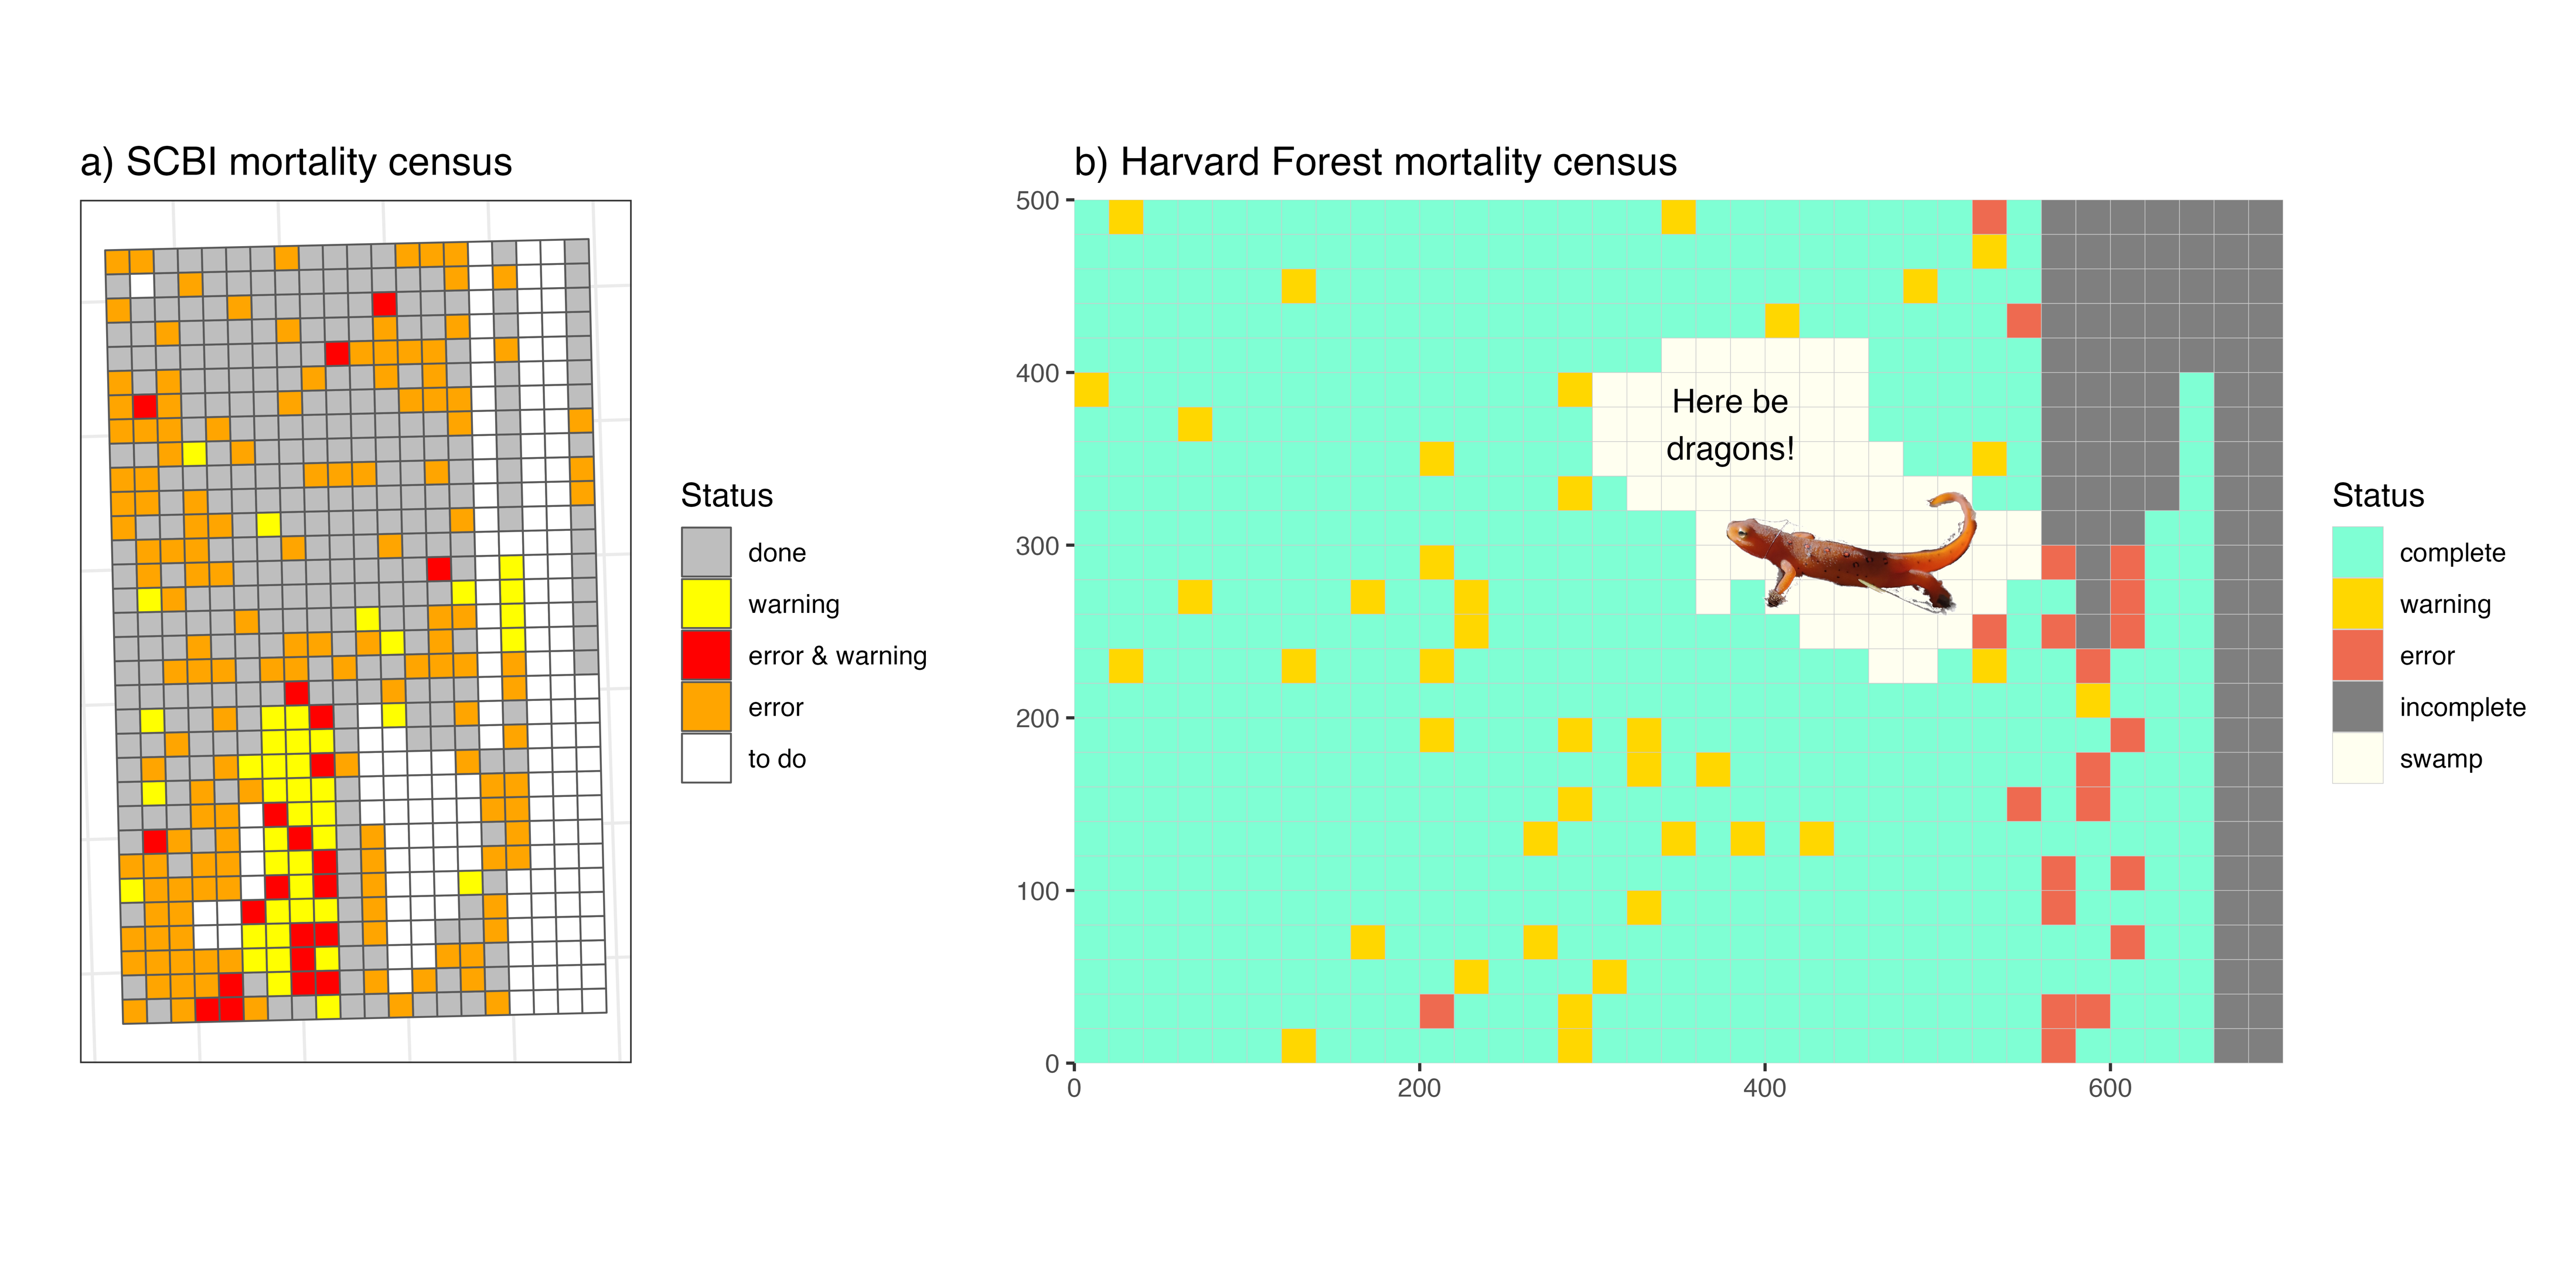 a) SCBI mortality census
Status
done
warning
error & warning
error
to do
b) Harvard Forest mortality census
500
400
300
200
100
0
0
200
400
600
Here be
dragons!
Status
complete
warning
error
incomplete
swamp